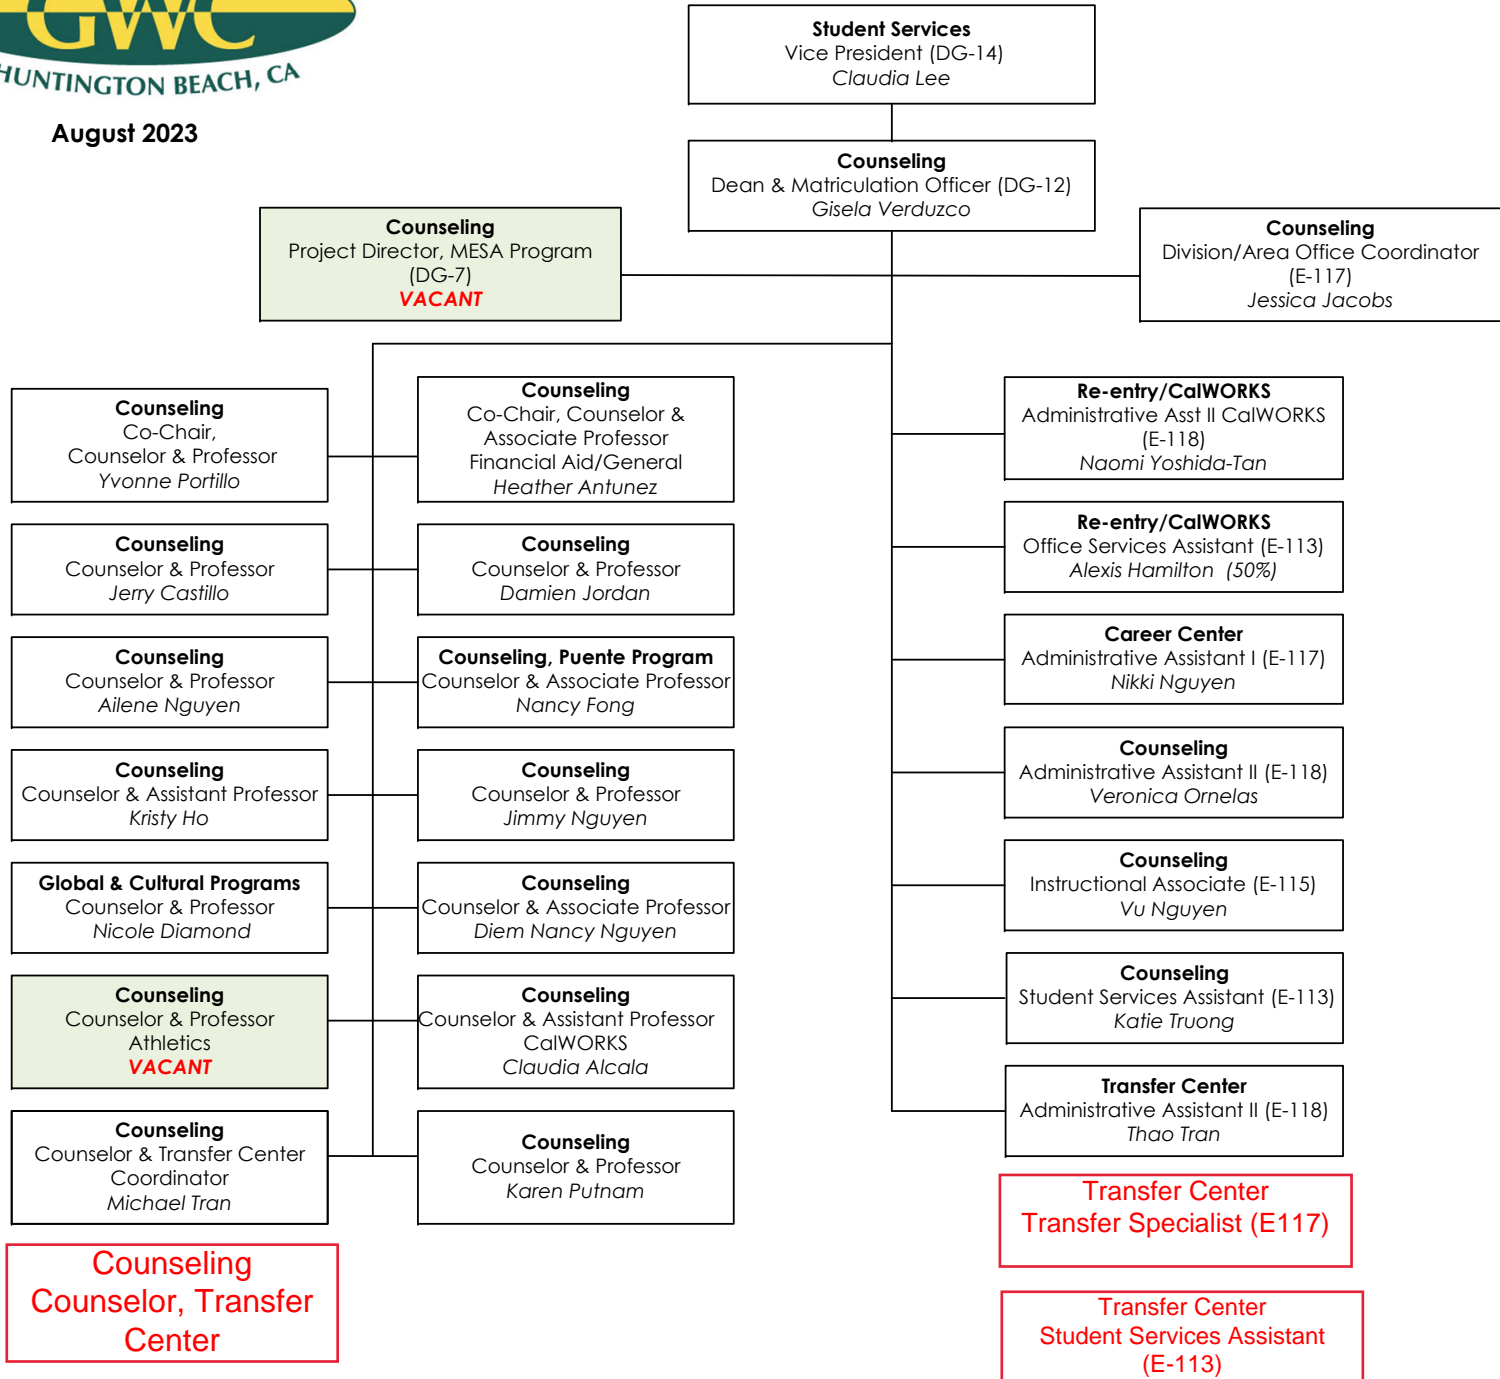 GWC
HUNTINGTON BEACH, CA
August 2023
Student Services
Vice President (DG-14)
Claudia Lee
Counseling
Dean & Matriculation Officer (DG-12)
Gisela Verduzco
Counseling
Project Director, MESA Program
(DG-7)
VACANT
Counseling
Division/Area Office Coordinator
(E-117)
Jessica Jacobs
Counseling
Co-Chair,
Counselor & Professor
Yvonne Portillo
Counseling
Co-Chair, Counselor &
Associate Professor
Financial Aid/General
Heather Antunez
Counseling
Counselor & Professor
Jerry Castillo
Counseling
Counselor & Professor
Damien Jordan
Counseling
Counselor & Professor
Ailene Nguyen
Counseling, Puente Program
Counselor & Associate Professor
Nancy Fong
Counseling
Counselor & Assistant Professor
Kristy Ho
Counseling
Counselor & Professor
Jimmy Nguyen
Global & Cultural Programs
Counselor & Professor
Nicole Diamond
Counseling
Counselor & Associate Professor
Diem Nancy Nguyen
Counseling
Counselor & Professor
Athletics
VACANT
Counseling
Counselor & Assistant Professor
CalWORKS
Claudia Alcala
Counseling
Counselor & Transfer Center
Coordinator
Michael Tran
Counseling
Counselor & Professor
Karen Putnam
Counseling
Counselor, Transfer
Center
Re-entry/CalWORKS
Administrative Asst II CalWORKS
(E-118)
Naomi Yoshida-Tan
Re-entry/CalWORKS
Office Services Assistant (E-113)
Alexis Hamilton (50%)
Career Center
Administrative Assistant I (E-117)
Nikki Nguyen
Counseling
Administrative Assistant II (E-118)
Veronica Ornelas
Counseling
Instructional Associate (E-115)
Vu Nguyen
Counseling
Student Services Assistant (E-113)
Katie Truong
Transfer Center
Administrative Assistant II (E-118)
Thao Tran
Transfer Center
Transfer Specialist (E117)
Transfer Center
Student Services Assistant
(E-113)